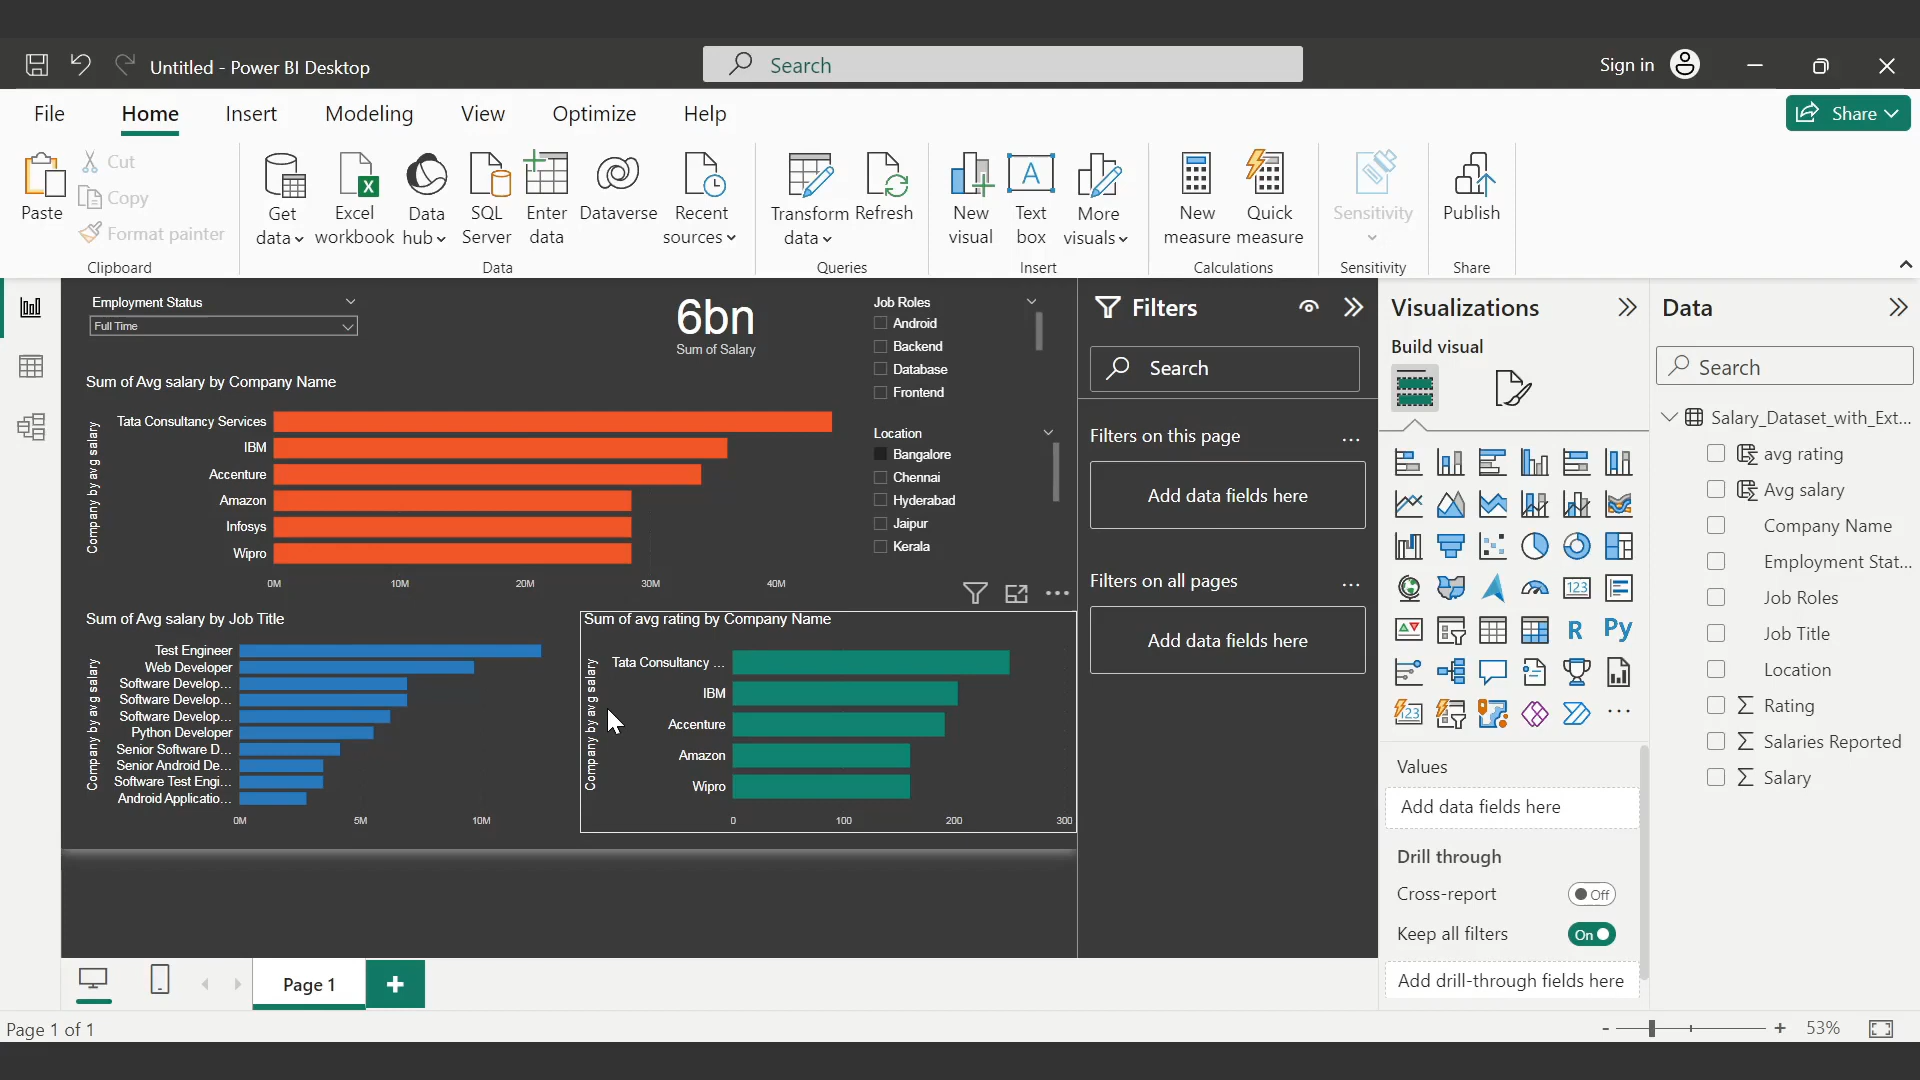 Untitled - Power BI Desktop
Search
Sign in
File
Home
Insert
Modeling
View
Optimize
Help
Share
Paste
Cut
Copy
Format painter
Clipboard
Get data
Excel workbook
Data hub
SQL Server
Enter data
Dataverse
Recent sources
Data
Transform data
Refresh
Queries
New visual
Text box
More visuals
Insert
New measure
Quick measure
Calculations
Sensitivity
Sensitivity
Publish
Share
Employment Status
Full Time
6bn
Sum of Salary
Job Roles
Android
Backend
Database
Frontend
Sum of Avg salary by Company Name
Company by avg salary
Tata Consultancy Services
IBM
Accenture
Amazon
Infosys
Wipro
0M
10M
20M
30M
40M
Location
Bangalore
Chennai
Hyderabad
Jaipur
Kerala
Sum of Avg salary by Job Title
Company by avg salary
Test Engineer
Web Developer
Software Develop...
Software Develop...
Software Develop...
Python Developer
Senior Software D...
Senior Android De...
Software Test Engi...
Android Applicatio...
0M
5M
10M
Sum of avg rating by Company Name
Company by avg salary
Tata Consultancy ...
IBM
Accenture
Amazon
Wipro
0
100
200
300
Filters
Search
Filters on this page
...
Add data fields here
Filters on all pages
...
Add data fields here
Visualizations
Build visual
123
R
Py
123
...
Values
Add data fields here
Drill through
Cross-report
Off
Keep all filters
On
Add drill-through fields here
Data
Search
Salary_Dataset_with_Ext...
avg rating
Avg salary
Company Name
Employment Stat...
Job Roles
Job Title
Location
Rating
Salaries Reported
Salary
Page 1
+
Page 1 of 1
- + 53%